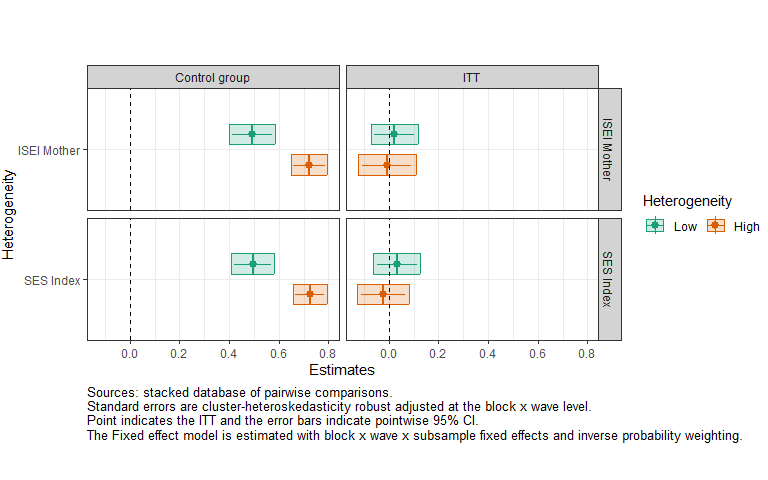 Control group
ITT
ISEI Mother
ISEI Mother
SES Index
SES Index
Heterogeneity
0.0 0.2 0.4 0.6 0.8
0.0 0.2 0.4 0.6 0.8
Estimates
Heterogeneity
Low High
Sources: stacked database of pairwise comparisons.
Standard errors are cluster-heteroskedasticity robust adjusted at the block x wave level.
Point indicates the ITT and the error bars indicate pointwise 95% CI.
The Fixed effect model is estimated with block x wave x subsample fixed effects and inverse probability weighting.